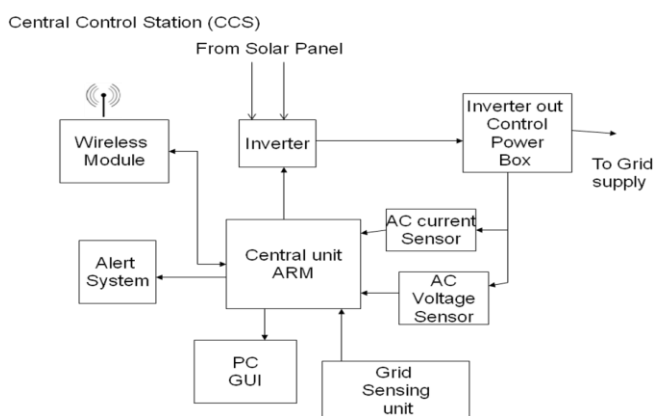 Central Control Station (CCS)
From Solar Panel
Wireless
Module
Inverter
Inverter out
Control
Power
Box
To Grid
supply
Central unit
ARM
AC current
Sensor
Alert
System
AC
Voltage
Sensor
PC
GUI
Grid
Sensing
unit